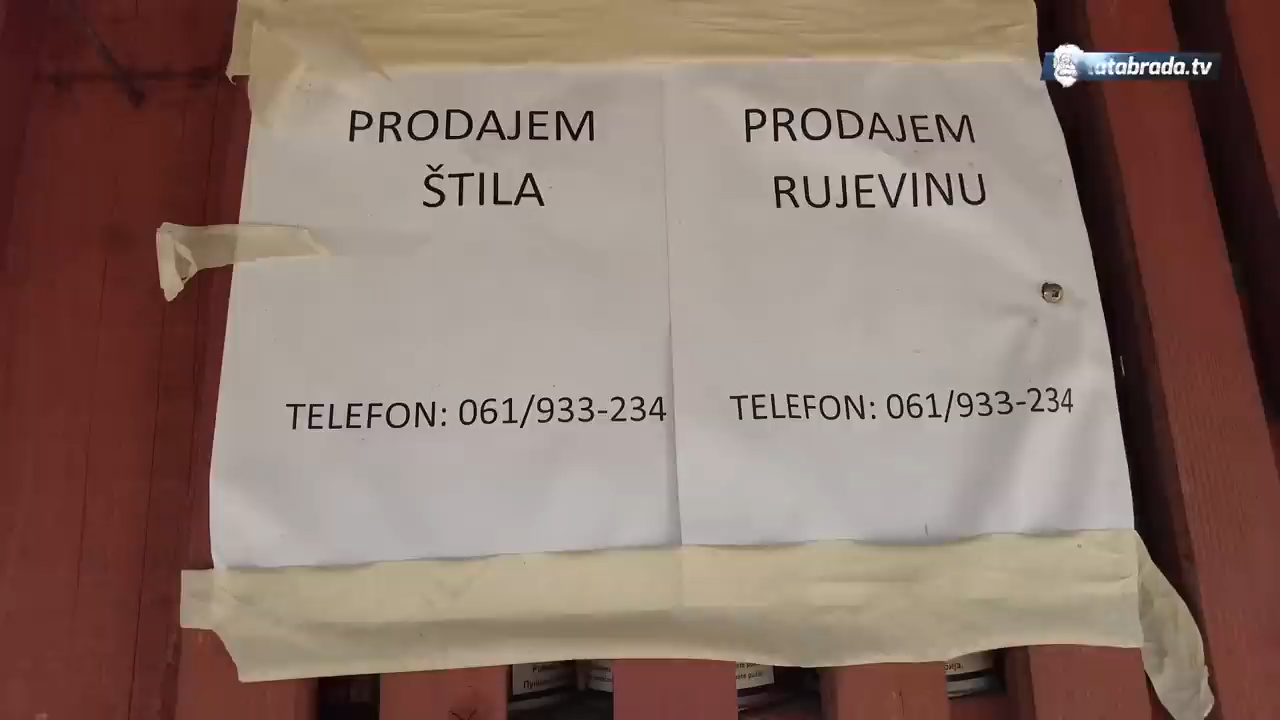 PRODAJEM
ŠTILA
TELEFON: 061/933-234
PRODAJEM
RUJEVINU
TELEFON: 061/933-234
atabrada.tv